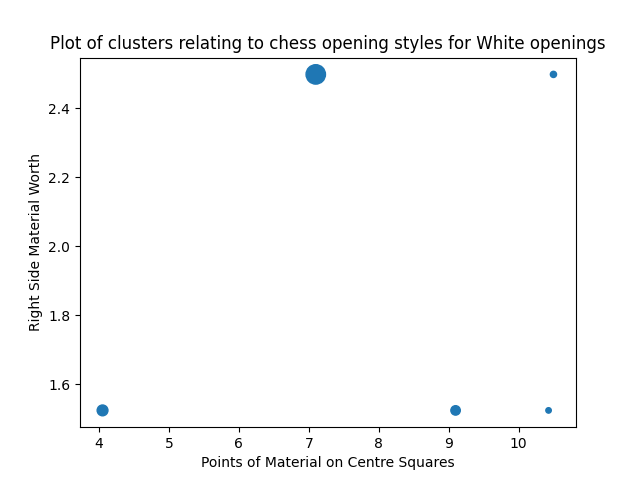 Plot of clusters relating to chess opening styles for White openings
2.4
2.2
2.0
1.8
1.6
Right Side Material Worth
4 5 6 7 8 9 10
Points of Material on Centre Squares